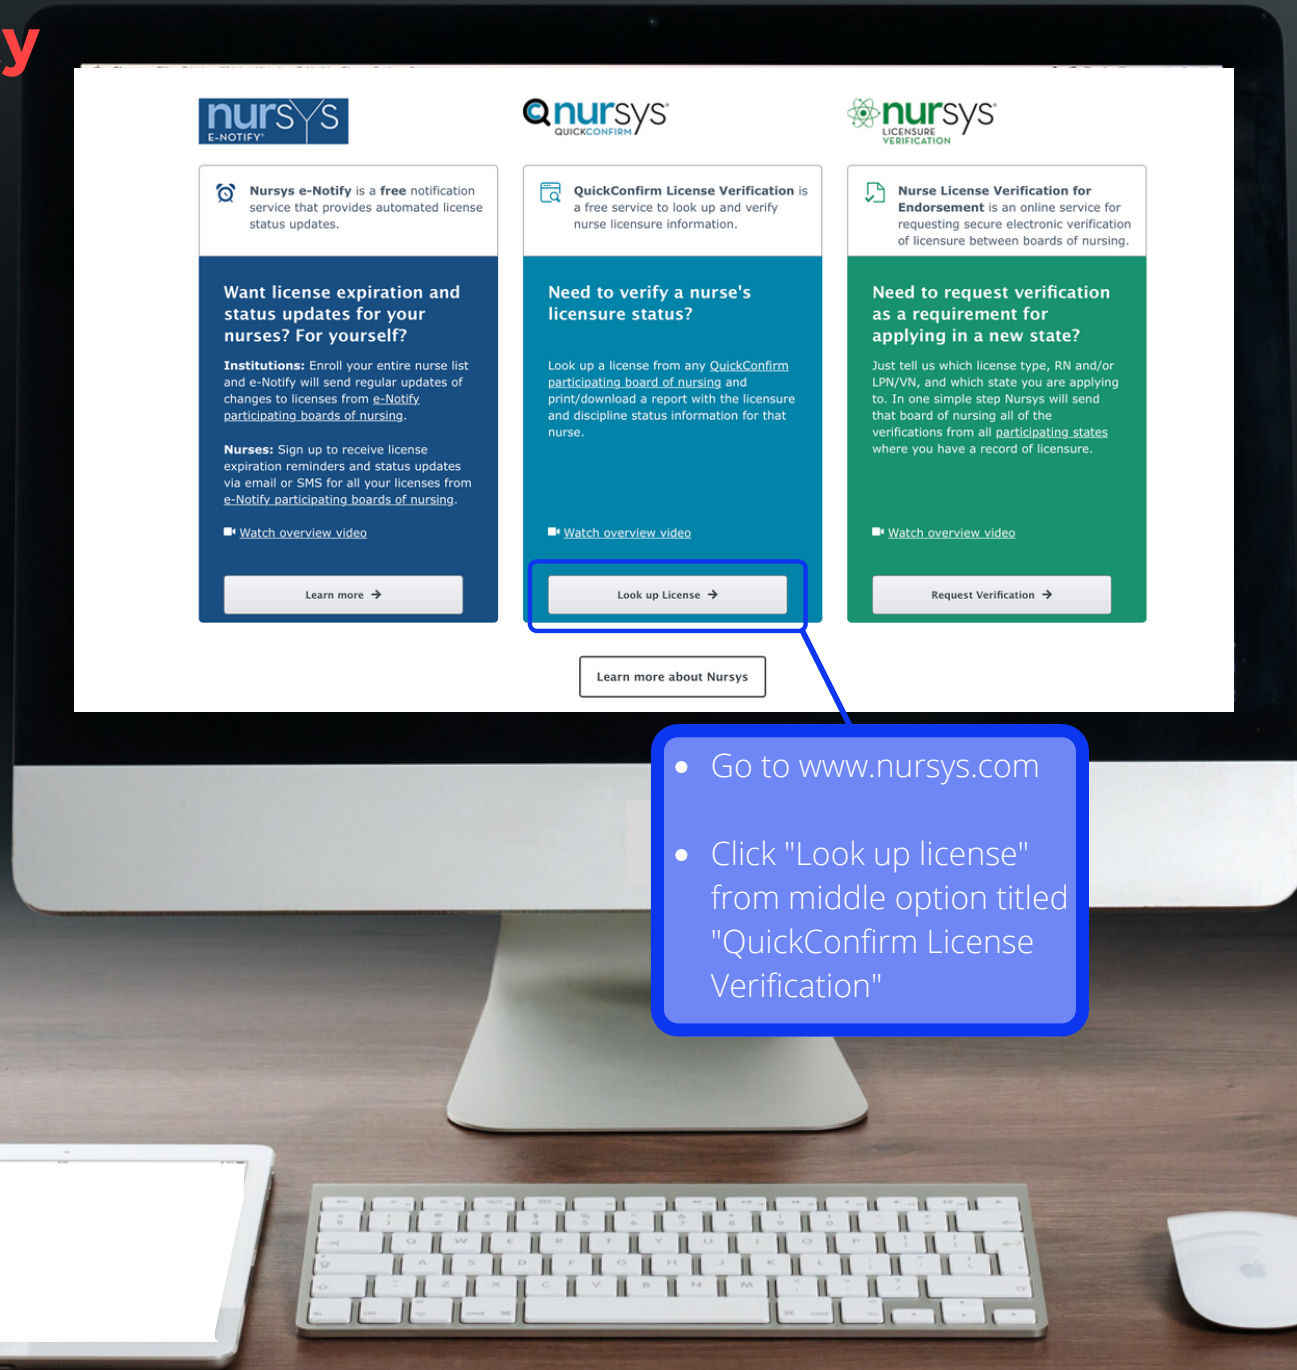 y
nursys
E-NOTIFY®
nursys®
QUICKCONFIRM
nursys®
LICENSURE
VERIFICATION
Nursys e-Notify is a free notification
service that provides automated license
status updates.
QuickConfirm License Verification is
a free service to look up and verify
nurse licensure information.
Nurse License Verification for
Endorsement is an online service for
requesting secure electronic verification
of licensure between boards of nursing.
Want license expiration and
status updates for your
nurses? For yourself?
Institutions: Enroll your entire nurse list
and e-Notify will send regular updates of
changes to licenses from e-Notify
participating boards of nursing.
Nurses: Sign up to receive license
expiration reminders and status updates
via email or SMS for all your licenses from
e-Notify participating boards of nursing.
Watch overview video
Learn more →
Need to verify a nurse's
licensure status?
Look up a license from any QuickConfirm
participating board of nursing and
print/download a report with the licensure
and discipline status information for that
nurse.
Watch overview video
Look up License →
Need to request verification
as a requirement for
applying in a new state?
Just tell us which license type, RN and/or
LPN/VN, and which state you are applying
to. In one simple step Nursys will send
that board of nursing all of the
verifications from all participating states
where you have a record of licensure.
Watch overview video
Request Verification →
Learn more about Nursys
• Go to www.nursys.com
• Click "Look up license"
from middle option titled
"QuickConfirm License
Verification"
Q W E R T Y U I O P
A S D F G H J K L
Z X C V B N M